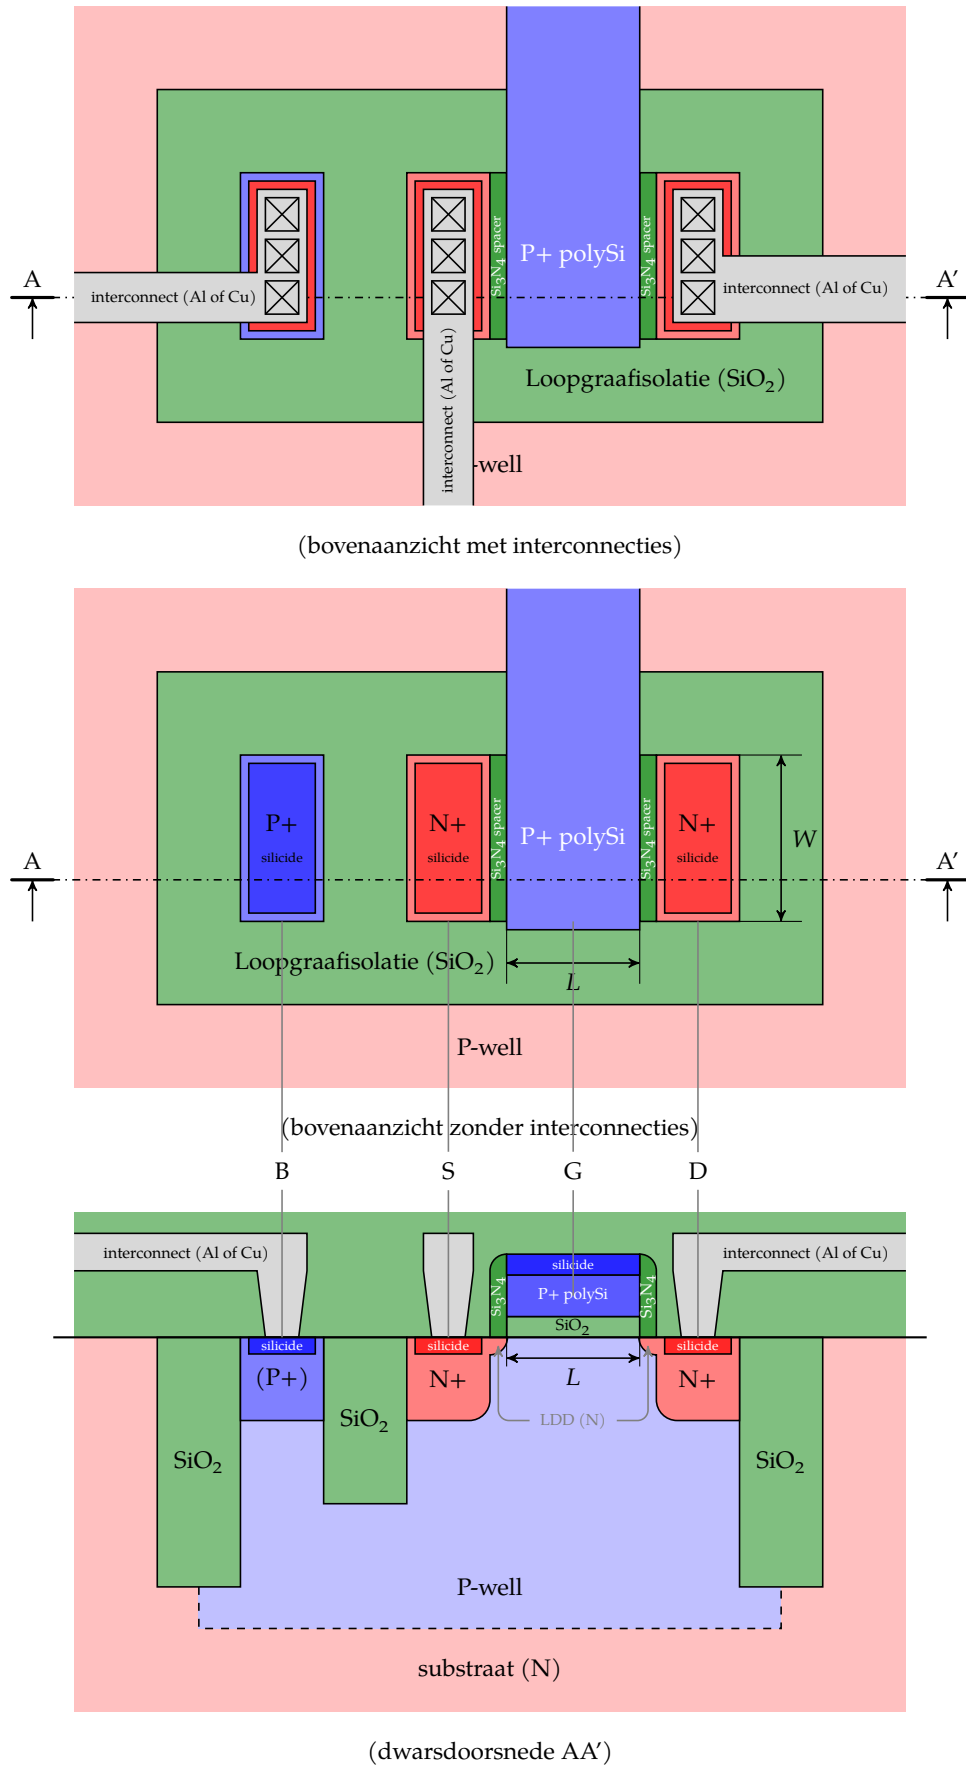 A
A'
interconnect (Al of Cu)
interconnect (Al of Cu)
interconnect (Al of Cu)
Si₃N₄ spacer
P+ polySi
Si₃N₄ spacer
Loopgraafisolatie (SiO₂)
-well
(bovenaanzicht met interconnecties)
A
A'
P+
silicide
N+
silicide
Si₃N₄ spacer
P+ polySi
Si₃N₄ spacer
N+
silicide
W
Loopgraafisolatie (SiO₂)
L
P-well
(bovenaanzicht zonder interconnecties)
B
S
G
D
interconnect (Al of Cu)
interconnect (Al of Cu)
silicide
P+ polySi
SiO₂
Si₃N₄
Si₃N₄
silicide
silicide
silicide
(P+)
N+
L
N+
LDD (N)
SiO₂
SiO₂
SiO₂
P-well
substraat (N)
(dwarsdoorsnede AA')